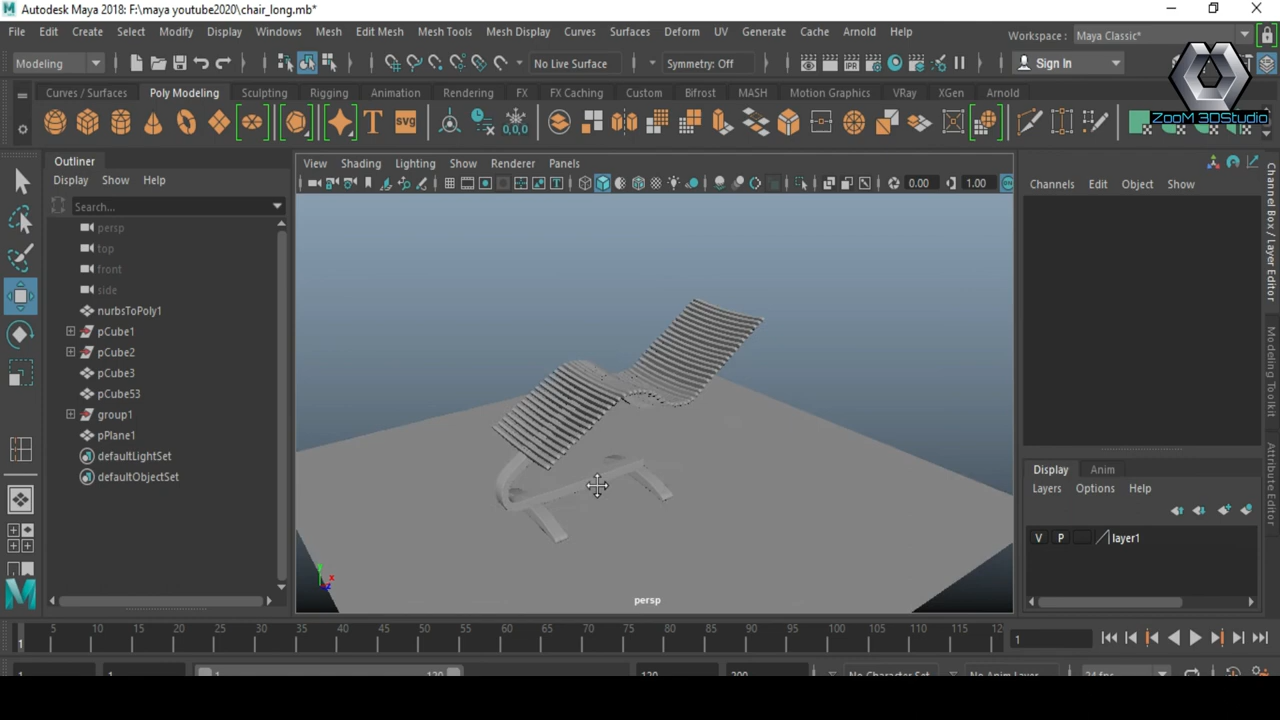 Autodesk Maya 2018: F:\maya youtube2020\chair_long.mb*
File Edit Create Select Modify Display Windows Mesh Edit Mesh Mesh Tools Mesh Display Curves Surfaces Deform UV Generate Cache Arnold Help Workspace : Maya Classic*
Modeling No Live Surface Symmetry: Off Sign In
Curves / Surfaces Poly Modeling Sculpting Rigging Animation Rendering FX FX Caching Custom Bifrost MASH Motion Graphics VRay XGen Arnold
ZooM 3DStudio
Outliner
Display Show Help
Search...
persp
top
front
side
nurbsToPoly1
pCube1
pCube2
pCube3
pCube53
group1
pPlane1
defaultLightSet
defaultObjectSet
View Shading Lighting Show Renderer Panels
0.00 1.00
persp
Channels Edit Object Show
Display Anim
Layers Options Help
V P layer1
Channel Box / Layer Editor
Modeling Toolkit
Attribute Editor
5 10 15 20 25 30 35 40 45 50 55 60 65 70 75 80 85 90 95 100 105 110 115
1 1
1 1 1 120 120 200 No Character Set No Anim Layer 24 fps